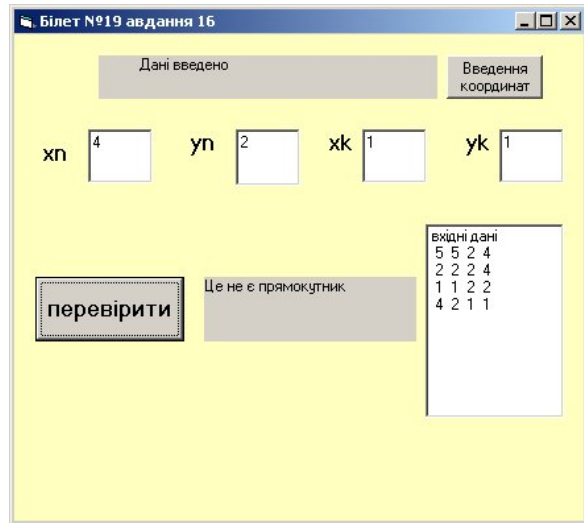 Білет №19 авдання 16
Дані введено
Введення
координат
xn 4 yn 2 xk 1 yk 1
вхідні дані
5 5 2 4
2 2 2 4
1 1 2 2
4 2 1 1
перевірити
Це не є прямокутник